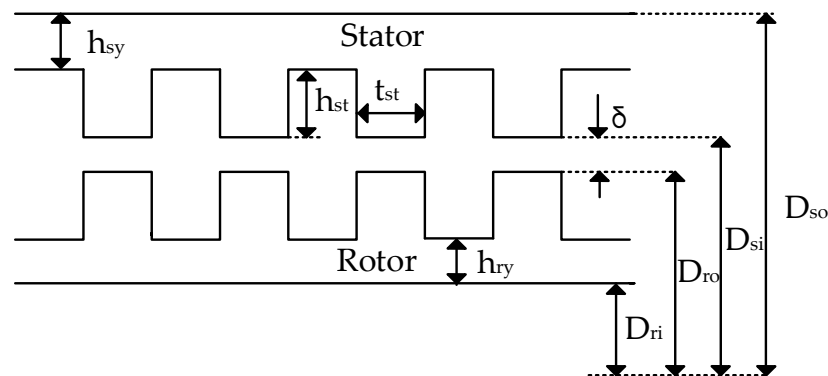 Stator
hsy
hst
tst
δ
Dso
Dsi
Dro
Rotor
hry
Dri